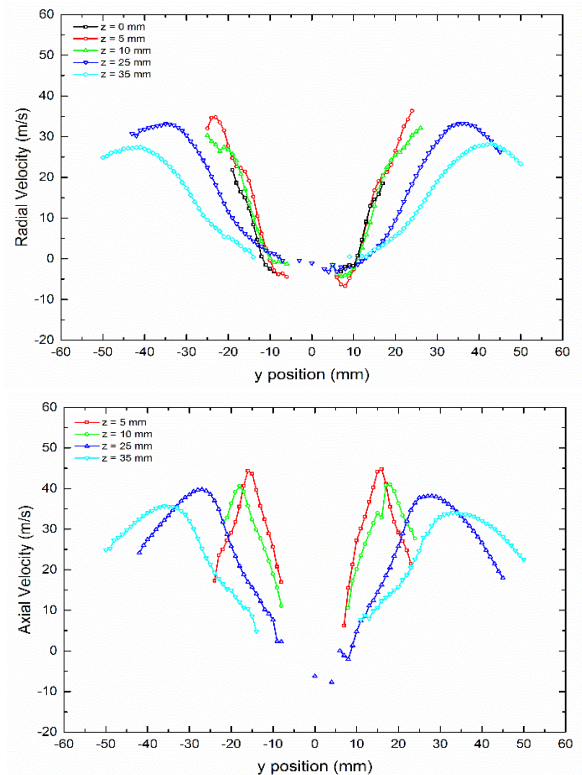 z = 0 mm
z = 5 mm
z = 10 mm
z = 25 mm
z = 35 mm
60
50
40
30
20
10
0
-10
-20
Radial Velocity (m/s)
-60 -50 -40 -30 -20 -10 0 10 20 30 40 50 60
y position (mm)
z = 5 mm
z = 10 mm
z = 25 mm
z = 35 mm
60
50
40
30
20
10
0
-10
-20
Axial Velocity (m/s)
-60 -50 -40 -30 -20 -10 0 10 20 30 40 50 60
y position (mm)